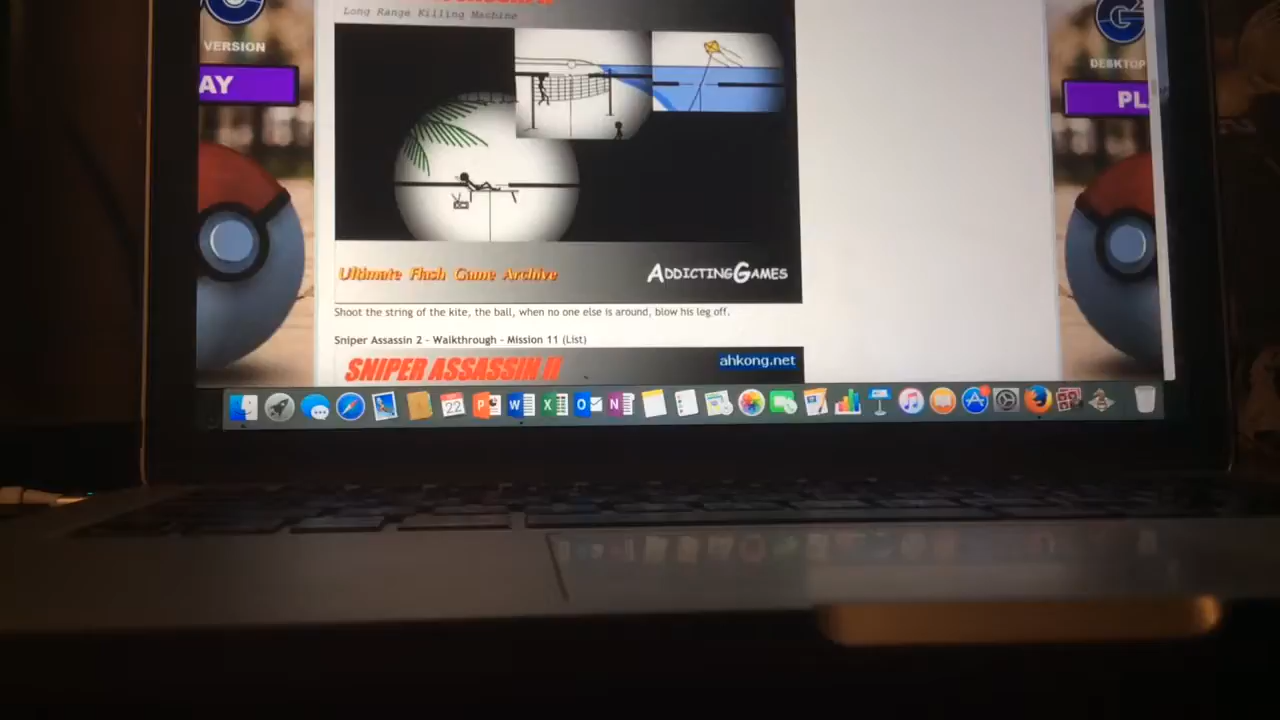 Long Range Killing Machine
VERSION
AY
DESKTOP
PL
Ultimate Flash Game Archive
ADDICTINGGAMES
Shoot the string of the kite, the ball, when no one else is around, blow his leg off.
Sniper Assassin 2 - Walkthrough - Mission 11 (List)
SNIPER ASSASSIN II
ahkong.net
22